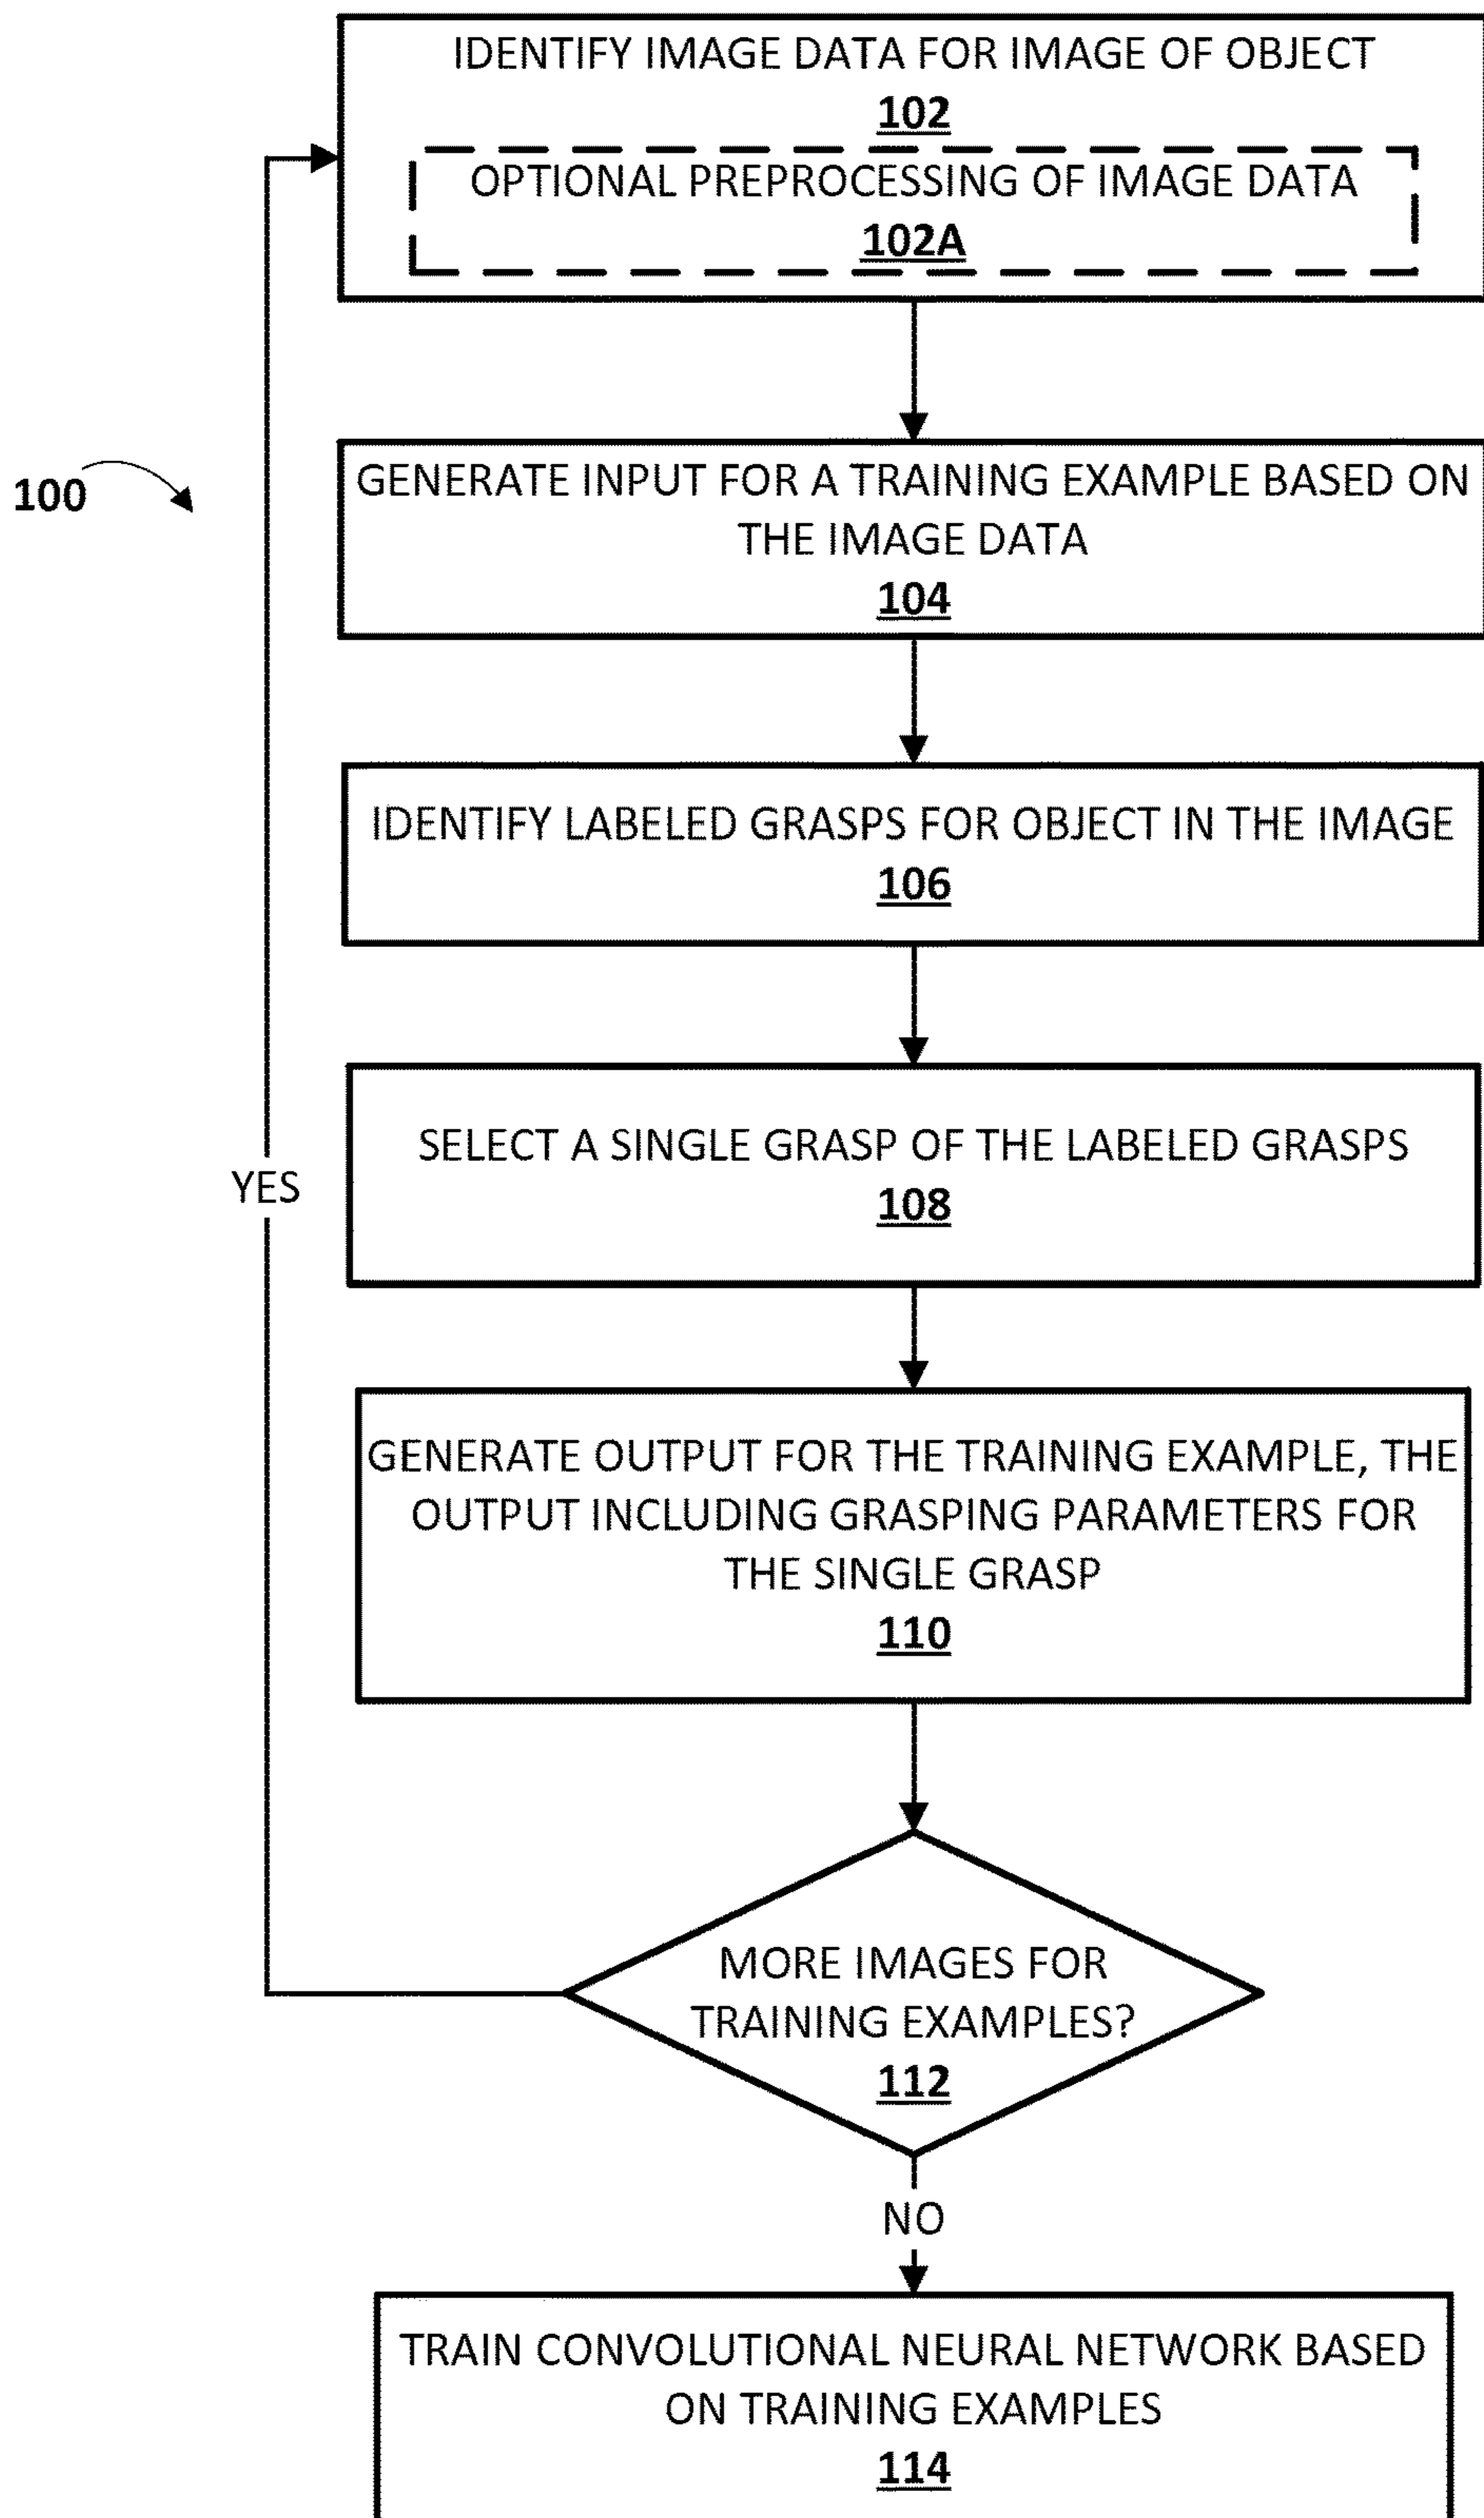 IDENTIFY IMAGE DATA FOR IMAGE OF OBJECT
102
OPTIONAL PREPROCESSING OF IMAGE DATA
102A
100
GENERATE INPUT FOR A TRAINING EXAMPLE BASED ON
THE IMAGE DATA
104
IDENTIFY LABELED GRASPS FOR OBJECT IN THE IMAGE
106
SELECT A SINGLE GRASP OF THE LABELED GRASPS
108
YES
GENERATE OUTPUT FOR THE TRAINING EXAMPLE, THE
OUTPUT INCLUDING GRASPING PARAMETERS FOR
THE SINGLE GRASP
110
MORE IMAGES FOR
TRAINING EXAMPLES?
112
NO
TRAIN CONVOLUTIONAL NEURAL NETWORK BASED
ON TRAINING EXAMPLES
114